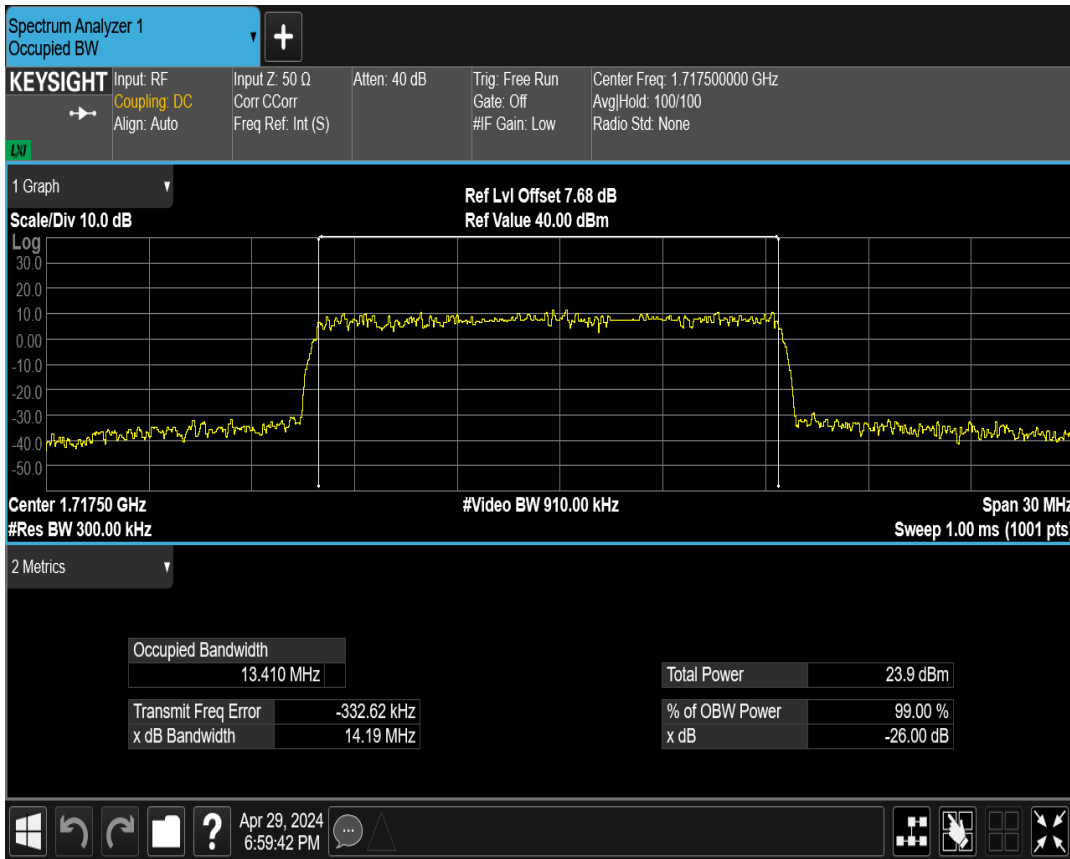 Spectrum Analyzer 1
Occupied BW
+
KEYSIGHT
LXI
Input: RF
Coupling: DC
Align: Auto
Input Z: 50 Ω
Corr CCorr
Freq Ref: Int (S)
Atten: 40 dB
Trig: Free Run
Gate: Off
#IF Gain: Low
Center Freq: 1.717500000 GHz
Avg|Hold: 100/100
Radio Std: None
1 Graph
Scale/Div 10.0 dB
Ref Lvl Offset 7.68 dB
Ref Value 40.00 dBm
Log
30.0
20.0
10.0
0.00
-10.0
-20.0
-30.0
-40.0
-50.0
Center 1.71750 GHz
#Video BW 910.00 kHz
Span 30 MHz
#Res BW 300.00 kHz
Sweep 1.00 ms (1001 pts)
2 Metrics
Occupied Bandwidth
13.410 MHz
Total Power 23.9 dBm
Transmit Freq Error -332.62 kHz
% of OBW Power 99.00 %
x dB Bandwidth 14.19 MHz
x dB -26.00 dB
?
Apr 29, 2024
6:59:42 PM